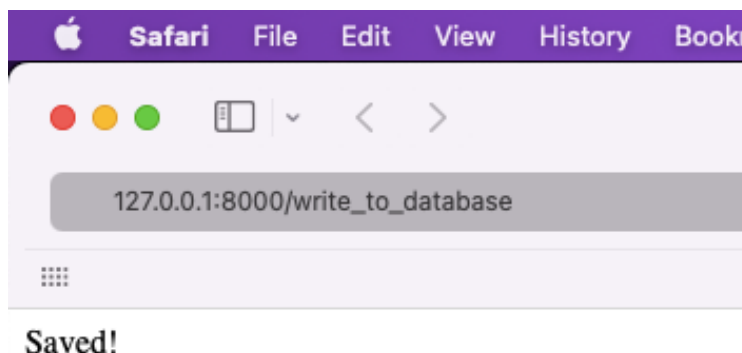 Safari File Edit View History
127.0.0.1:8000/write_to_database
Saved!